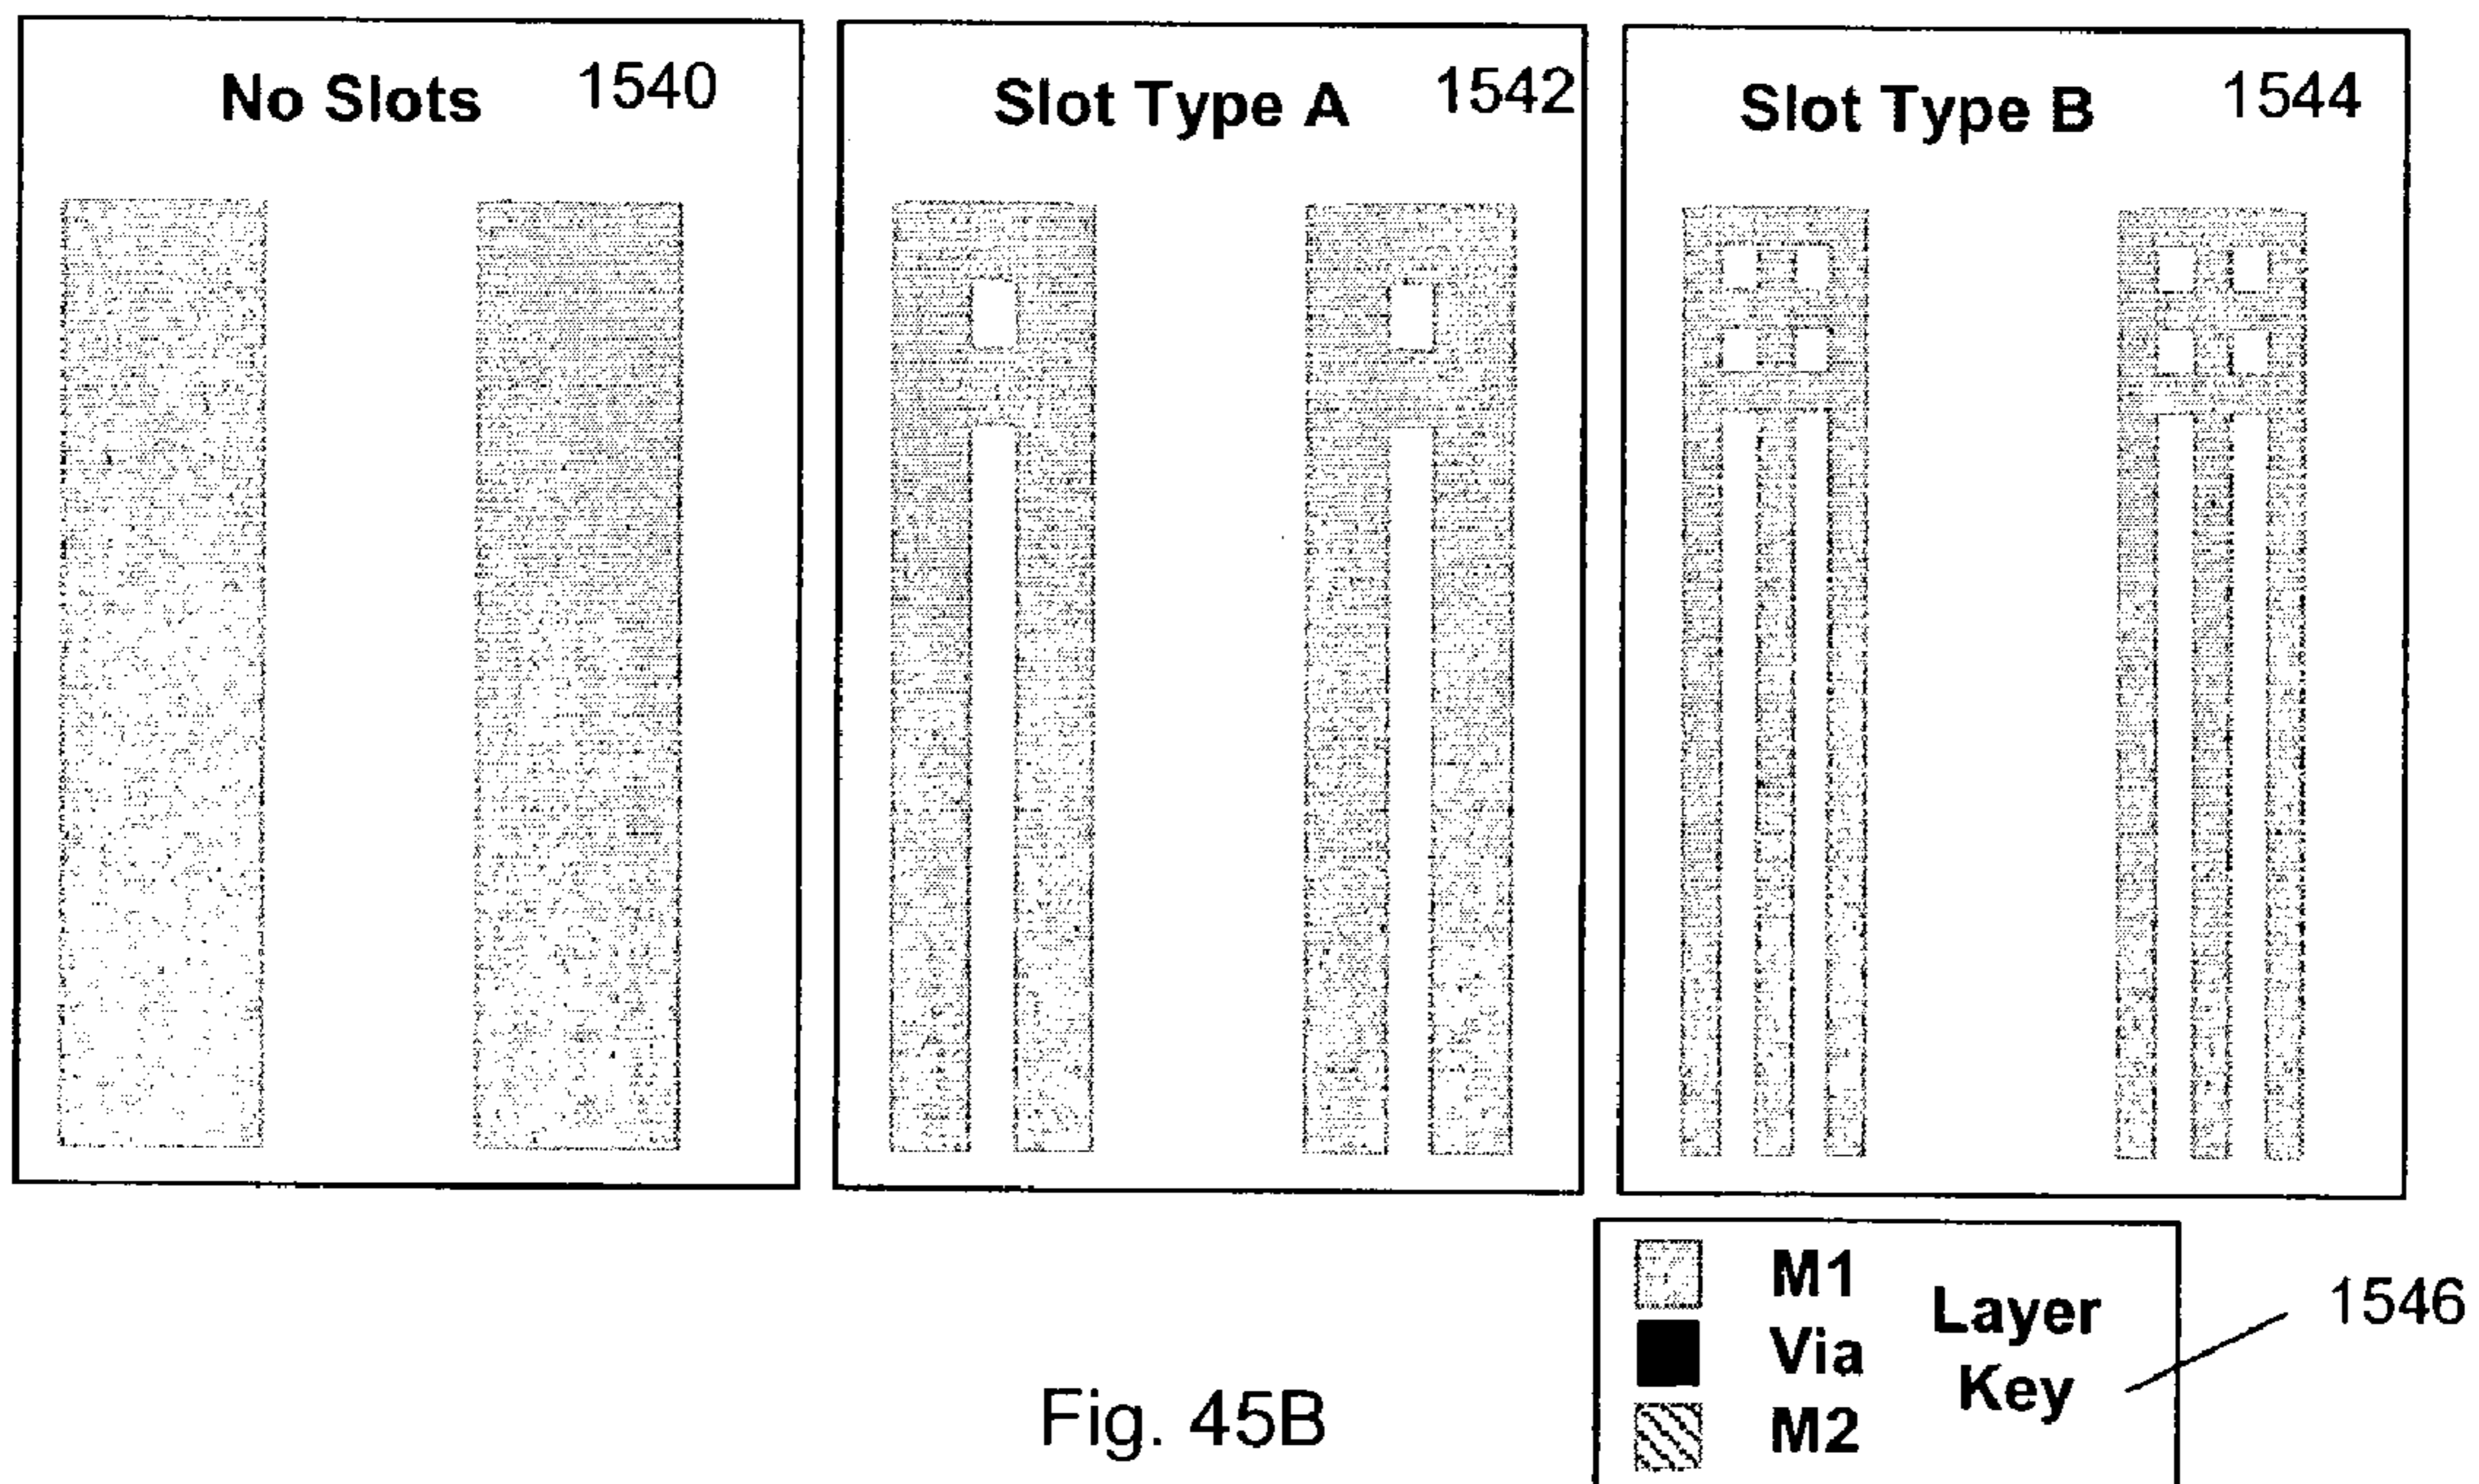 No Slots 1540
Slot Type A 1542
Slot Type B 1544
M1
Via
M2
Layer
Key
1546
Fig. 45B